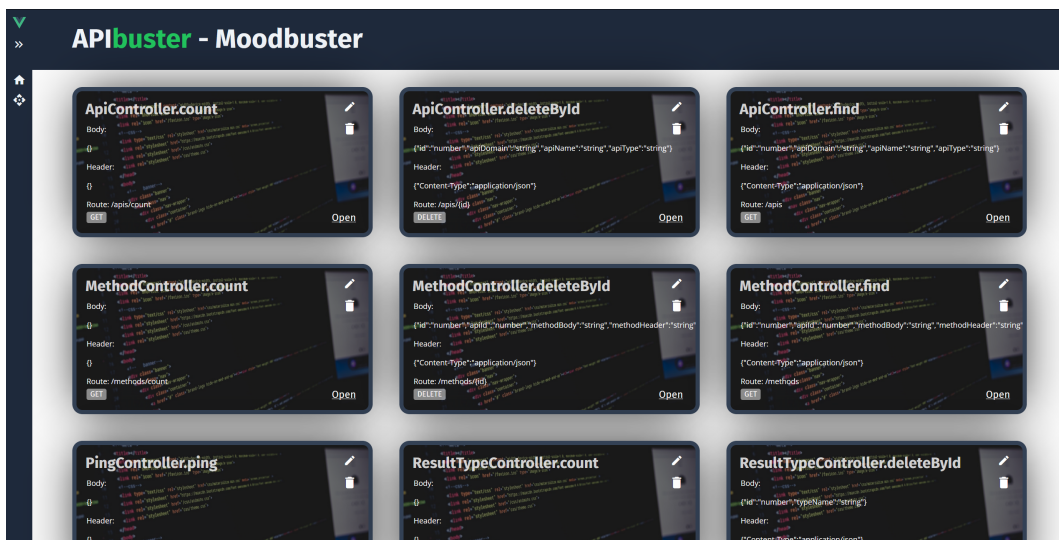 APIbuster - Moodbuster
ApiController.count
Body:
{}
Header:
{}
Route: /apis/count
GET
Open
ApiController.deleteById
Body:
{"id":"number","apiDomain":"string","apiName":"string","apiType":"string"}
Header:
{"Content-Type":"application/json"}
Route: /apis/{id}
DELETE
Open
ApiController.find
Body:
{"id":"number","apiDomain":"string","apiName":"string","apiType":"string"}
Header:
{"Content-Type":"application/json"}
Route: /apis
GET
Open
MethodController.count
Body:
{}
Header:
{}
Route: /methods/count
GET
Open
MethodController.deleteById
Body:
{"id":"number","apiId":"number","methodBody":"string","methodHeader":"string"
Header:
{"Content-Type":"application/json"}
Route: /methods/{id}
DELETE
Open
MethodController.find
Body:
{"id":"number","apiId":"number","methodBody":"string","methodHeader":"string"
Header:
{"Content-Type":"application/json"}
Route: /methods
GET
Open
PingController.ping
Body:
{}
Header:
{}
ResultTypeController.count
Body:
{}
Header:
{}
ResultTypeController.deleteById
Body:
{"id":"number","typeName":"string"}
Header:
{"Content-Type":"application/json"}